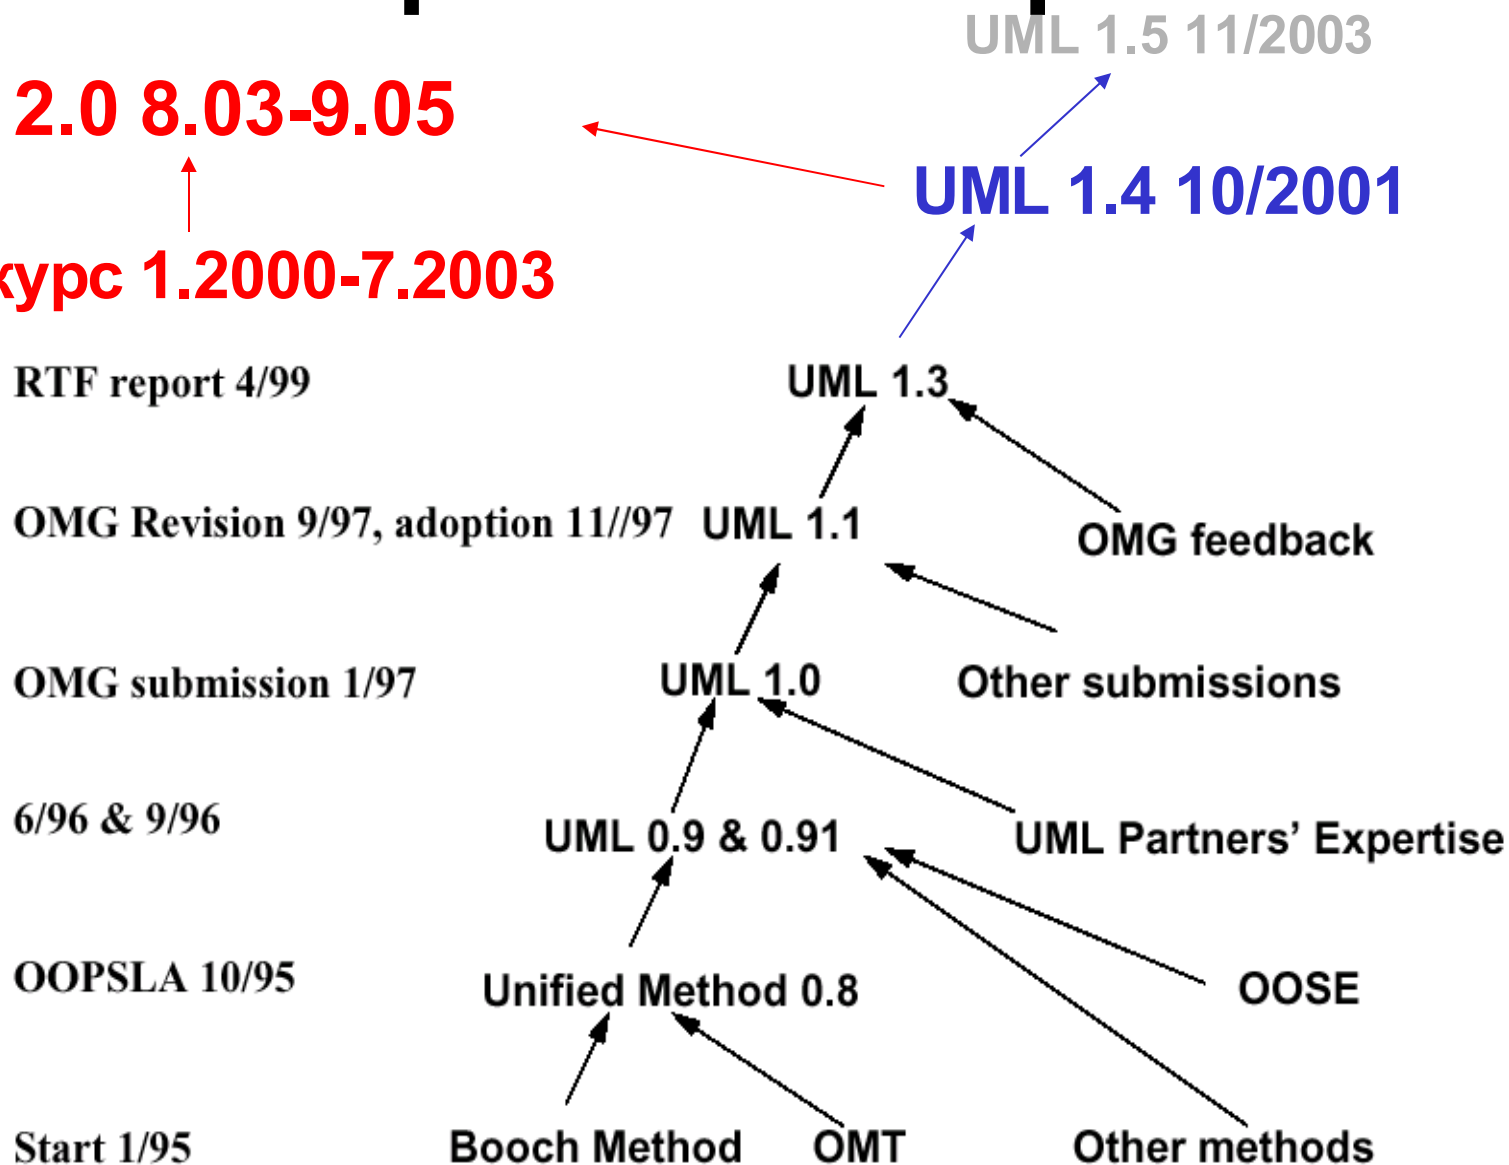 UML 1.5 11/2003
2.0 8.03-9.05
UML 1.4 10/2001
курс 1.2000-7.2003
RTF report 4/99
UML 1.3
OMG Revision 9/97, adoption 11//97
UML 1.1
OMG feedback
OMG submission 1/97
UML 1.0
Other submissions
6/96 & 9/96
UML 0.9 & 0.91
UML Partners’ Expertise
OOPSLA 10/95
Unified Method 0.8
OOSE
Start 1/95
Booch Method
OMT
Other methods